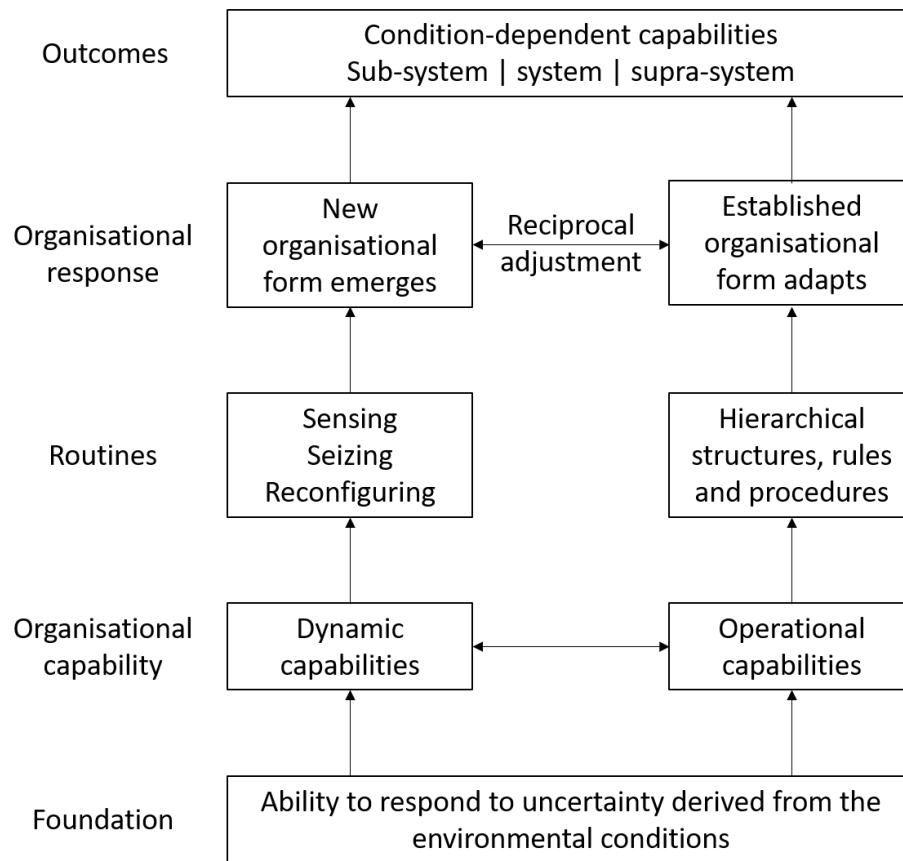 Outcomes
Condition-dependent capabilities
Sub-system | system | supra-system
Organisational
response
New
organisational
form emerges
Reciprocal
adjustment
Established
organisational
form adapts
Routines
Sensing
Seizing
Reconfiguring
Hierarchical
structures, rules
and procedures
Organisational
capability
Dynamic
capabilities
Operational
capabilities
Foundation
Ability to respond to uncertainty derived from the
environmental conditions